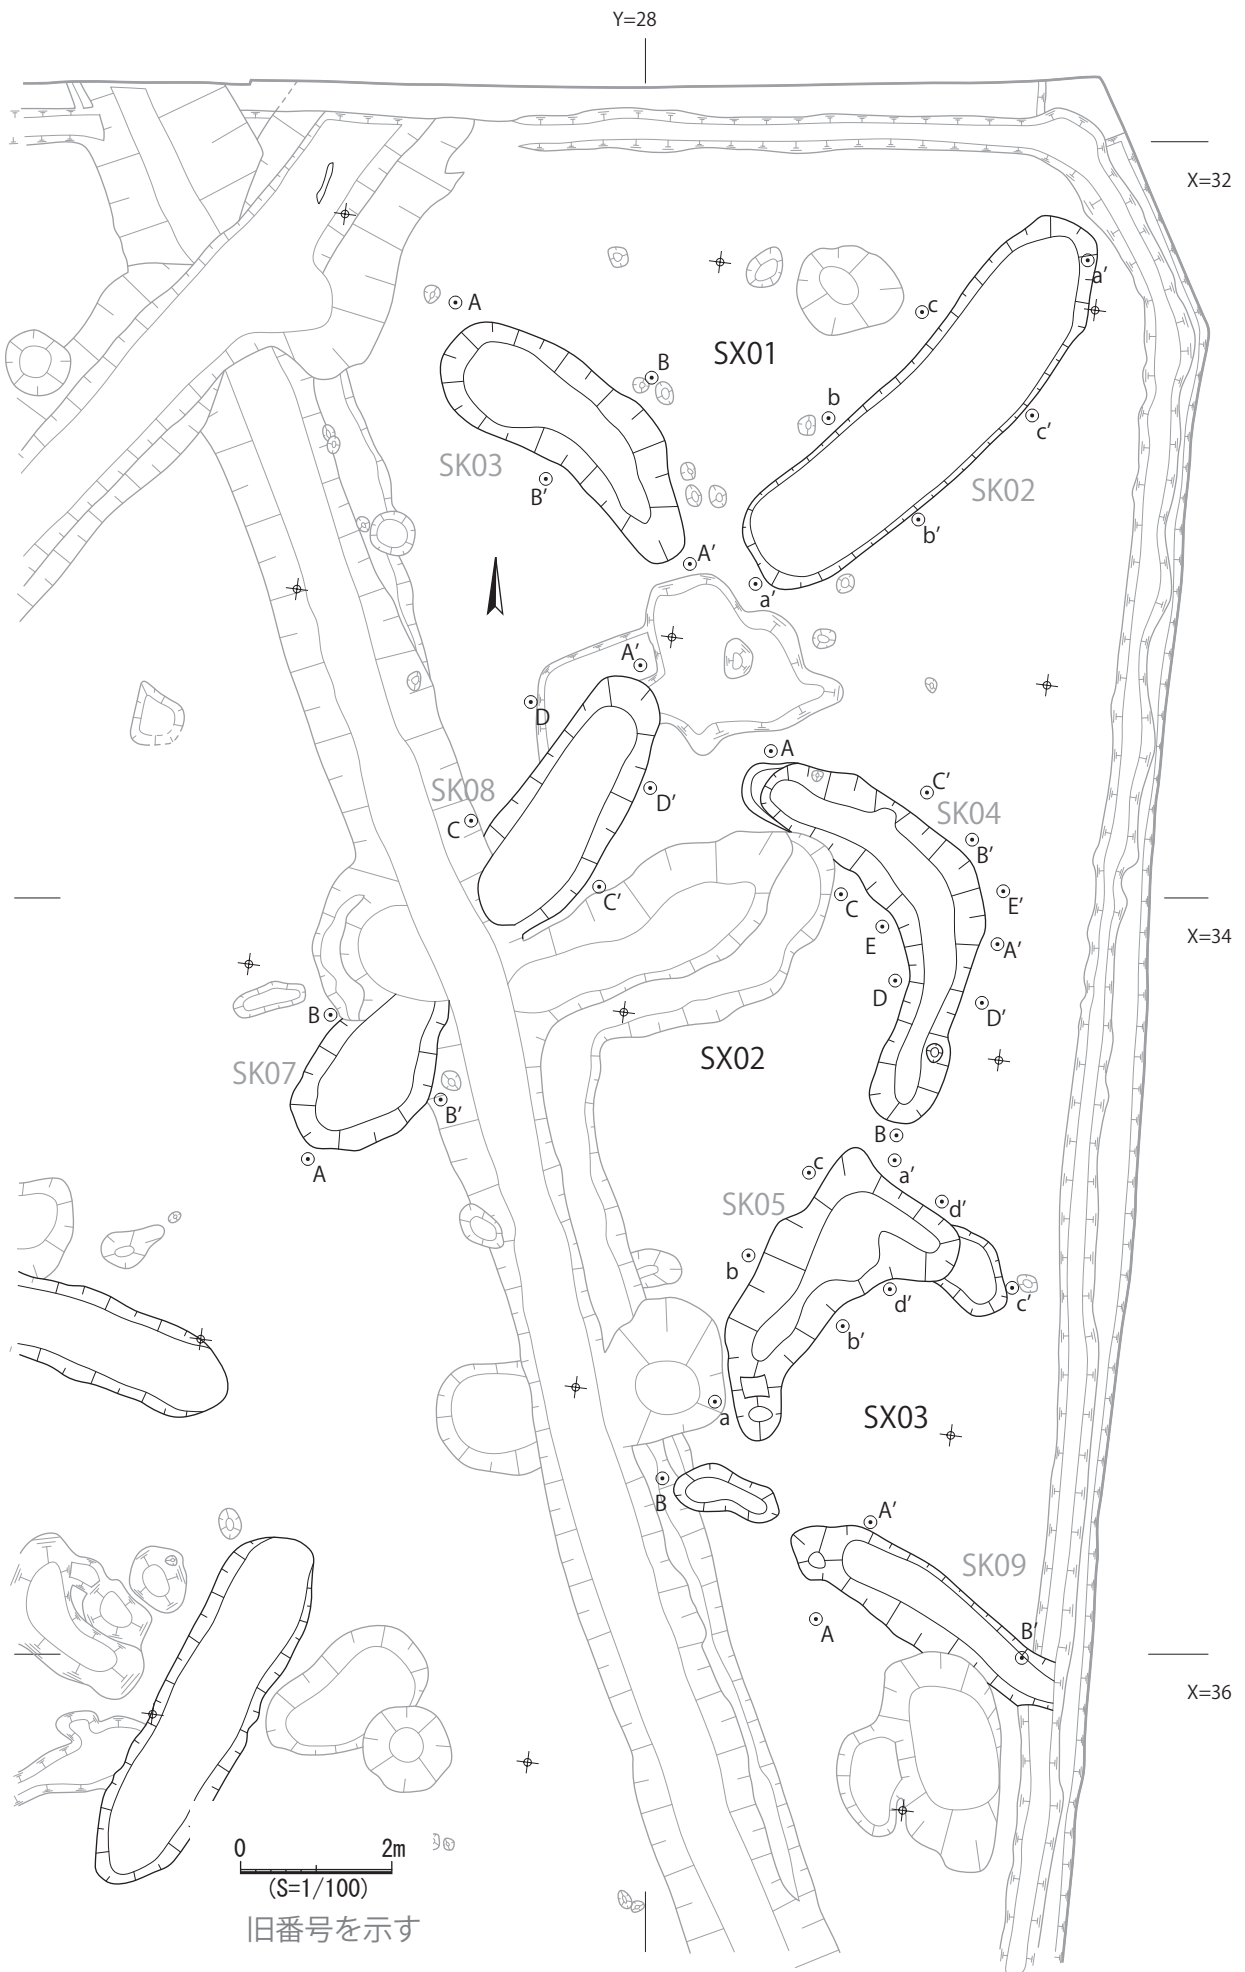 Y=28
X=32
a'
A
c
SX01
B
b
c'
SK03
B'
SK02
b'
A'
a'
A'
D
A
SK08
D'
C'
SK04
C
B'
C'
C
E'
E
A'
D
D'
X=34
B
SX02
SK07
B'
B
A
c
a'
SK05
d'
b
d'
c'
b'
a
SX03
B
A'
SK09
A
B'
X=36
0 2m
(S=1/100)
旧番号を示す